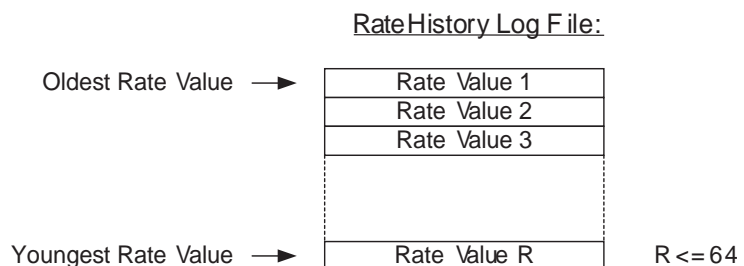 RateHistory Log File:
Oldest Rate Value Rate Value 1
Rate Value 2
Rate Value 3
Youngest Rate Value Rate Value R R<=64